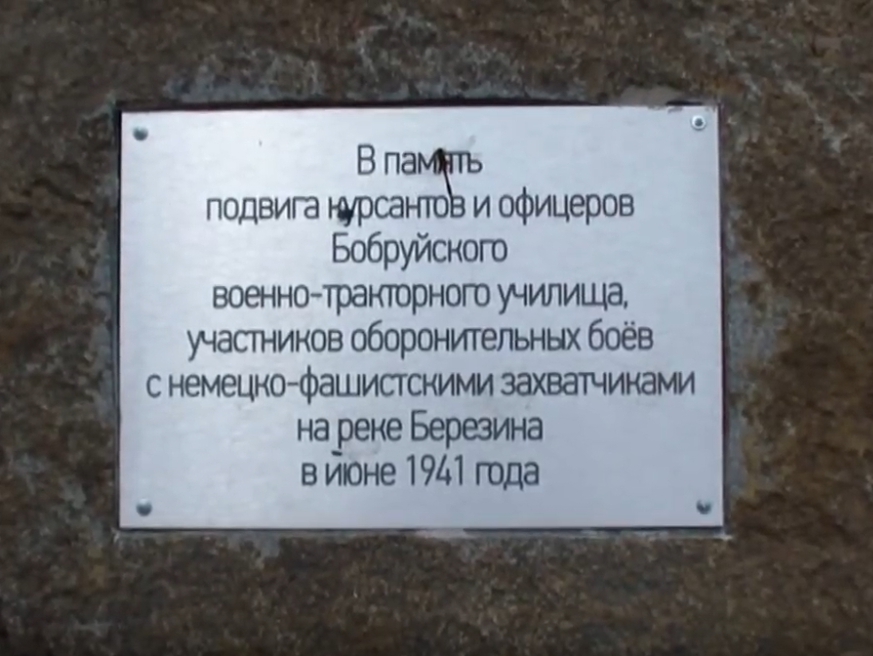 В память
подвига курсантов и офицеров
Бобруйского
военно-тракторного училища,
участников оборонительных боёв
с немецко-фашистскими захватчиками
на реке Березина
в июне 1941 года